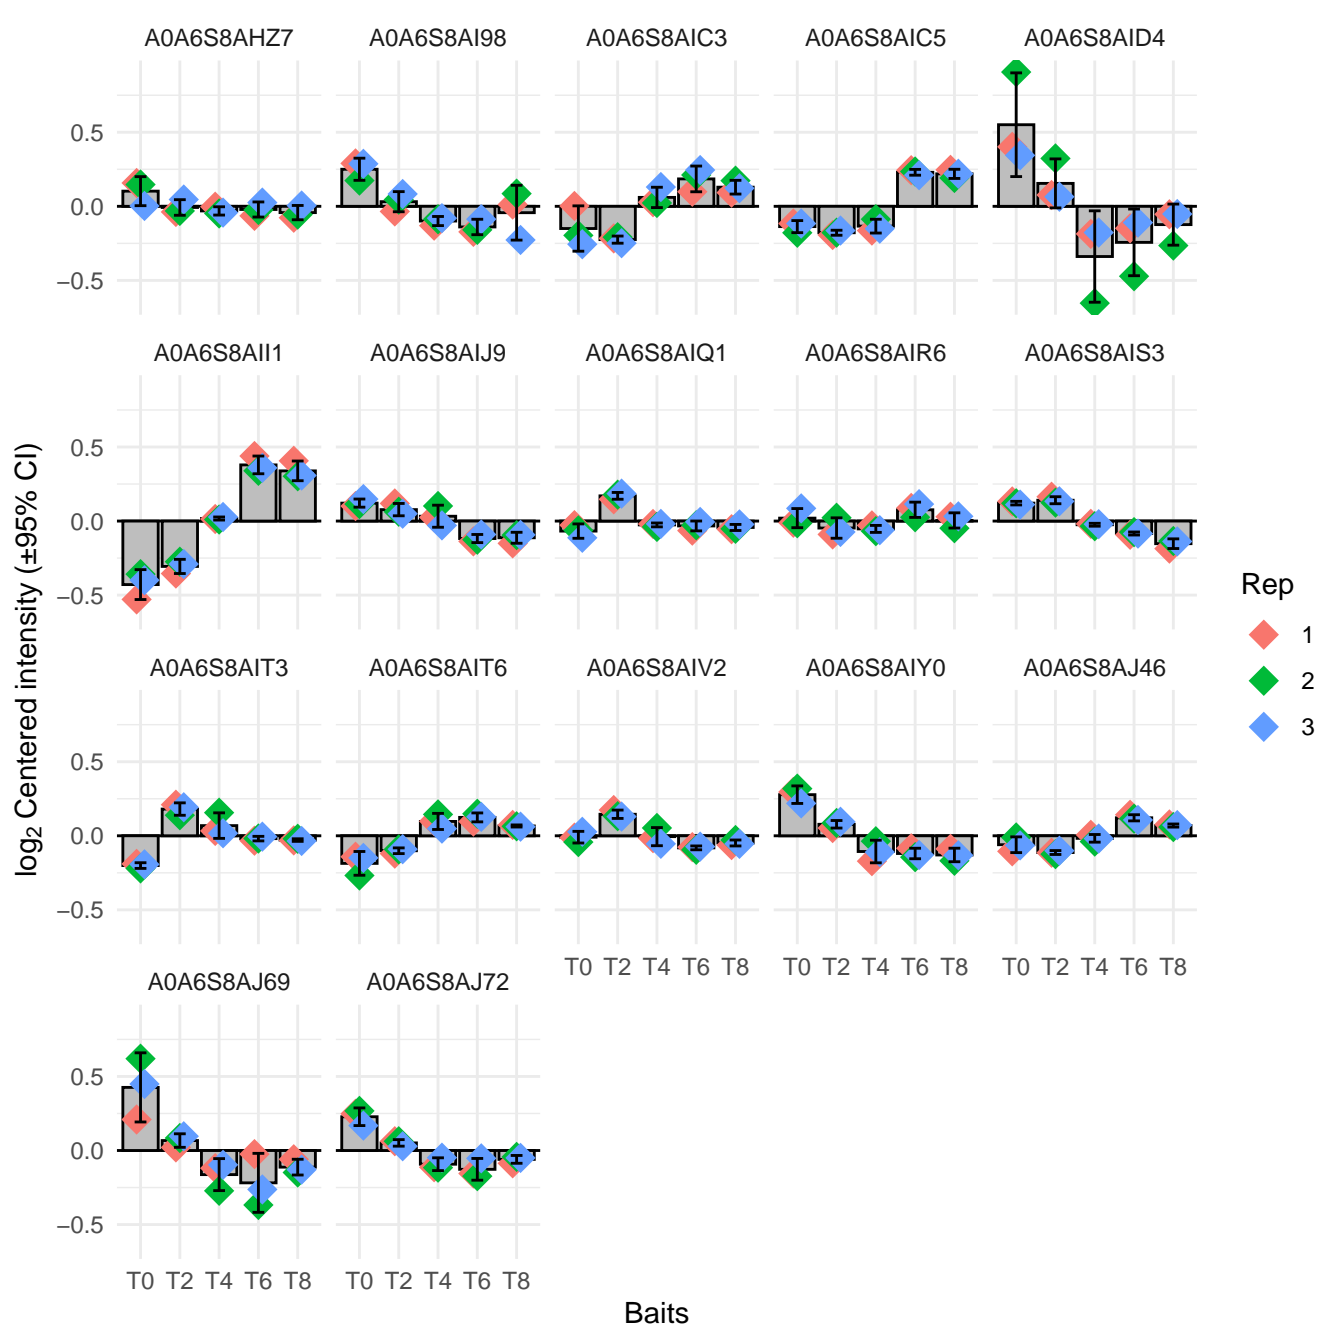 A0A6S8AHZ7 A0A6S8AI98 A0A6S8AIC3 A0A6S8AIC5 A0A6S8AID4
0.5
0.0
−0.5
A0A6S8AII1 A0A6S8AIJ9 A0A6S8AIQ1 A0A6S8AIR6 A0A6S8AIS3
0.5
0.0
−0.5
log2 Centered intensity (±95% CI)
Rep
1
2
3
A0A6S8AIT3 A0A6S8AIT6 A0A6S8AIV2 A0A6S8AIY0 A0A6S8AJ46
0.5
0.0
−0.5
T0 T2 T4 T6 T8 T0 T2 T4 T6 T8 T0 T2 T4 T6 T8
A0A6S8AJ69 A0A6S8AJ72
0.5
0.0
−0.5
T0 T2 T4 T6 T8 T0 T2 T4 T6 T8
Baits